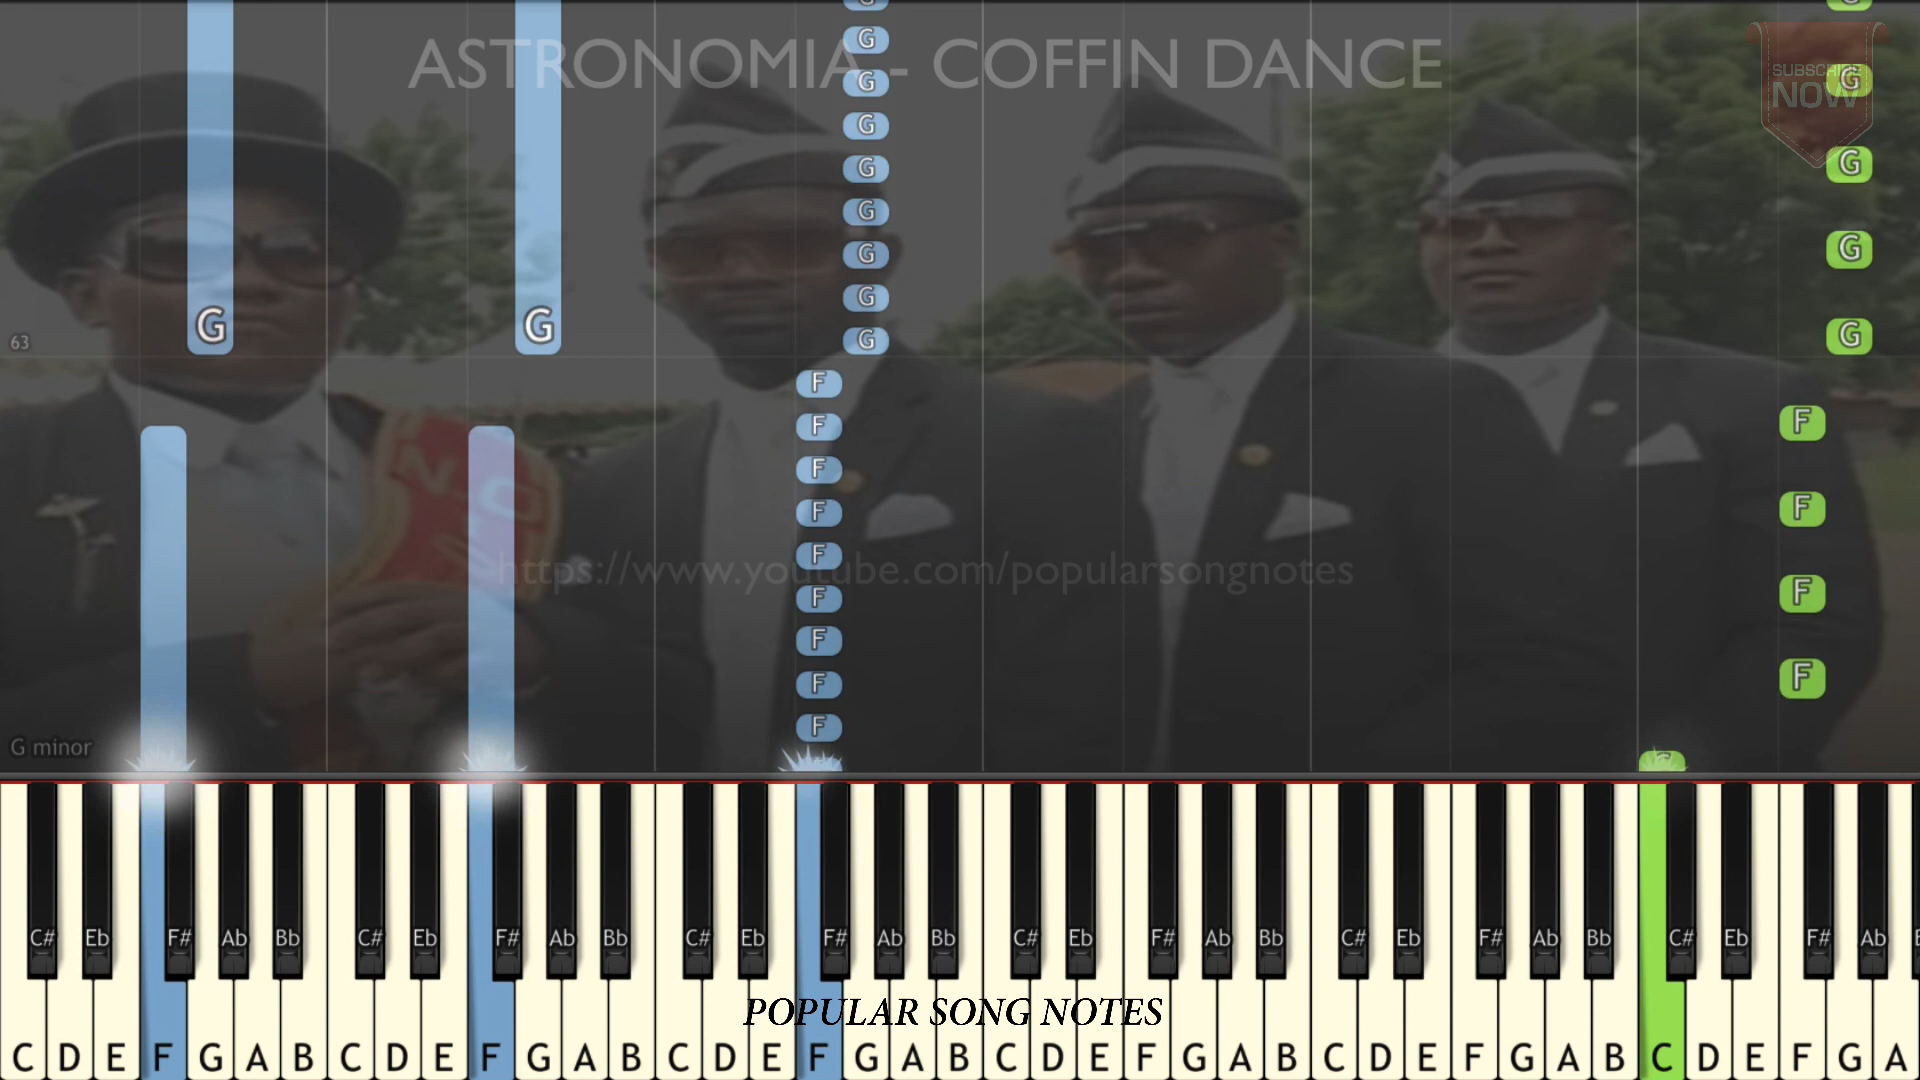 G
G
ASTRONOMIA - COFFIN DANCE
SUBSCRIBE
NOW
G
G
G
G
G
G
G
G
G
G
G
G
G
63
F
F
F
F
F
F
F
F
F
F
F
F
F
https://www.youtube.com/popularsongnotes
G minor
C# Eb F# Ab Bb C# Eb F# Ab Bb C# Eb F# Ab Bb C# Eb F# Ab Bb C# Eb F# Ab Bb C# Eb F# Ab
POPULAR SONG NOTES
C D E F G A B C D E F G A B C D E F G A B C D E F G A B C D E F G A B C D E F G A